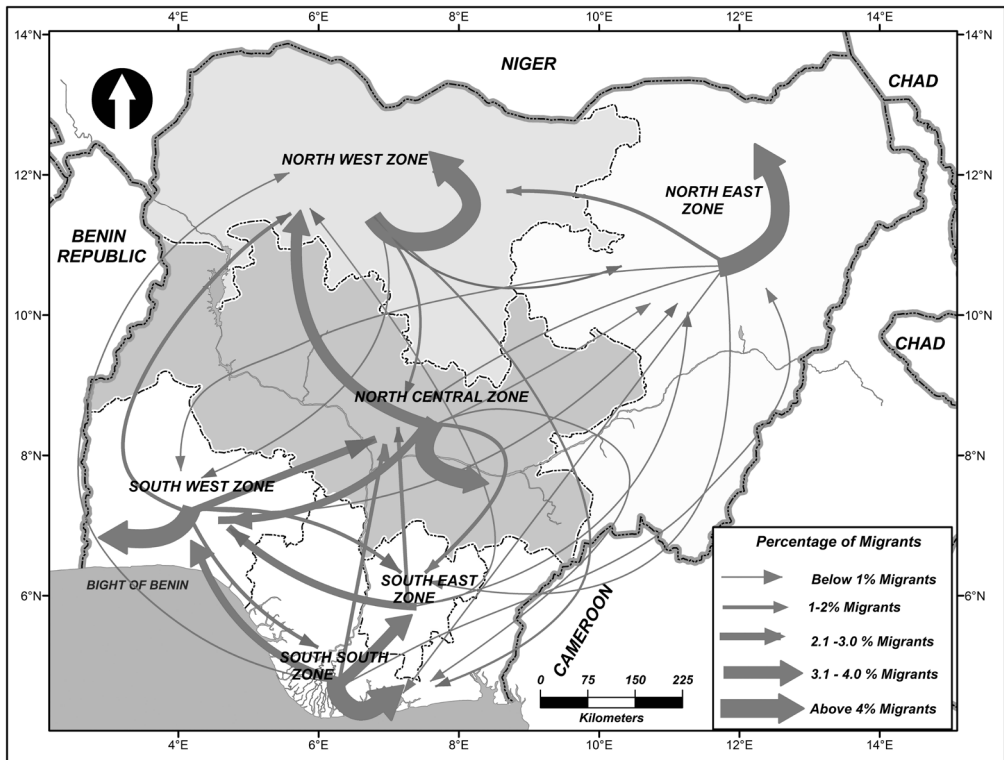 4°E 6°E 8°E 10°E 12°E 14°E
14°N 14°N
NIGER
CHAD
12°N 12°N
NORTH WEST ZONE
NORTH EAST
ZONE
BENIN
REPUBLIC
10°N 10°N
CHAD
NORTH CENTRAL ZONE
8°N 8°N
SOUTH WEST ZONE
BIGHT OF BENIN
SOUTH EAST
ZONE
6°N 6°N
CAMEROON
SOUTH SOUTH
ZONE
0 75 150 225
Kilometers
Percentage of Migrants
Below 1% Migrants
1-2% Migrants
2.1 -3.0 % Migrants
3.1 - 4.0 % Migrants
Above 4% Migrants
4°E 6°E 8°E 10°E 12°E 14°E